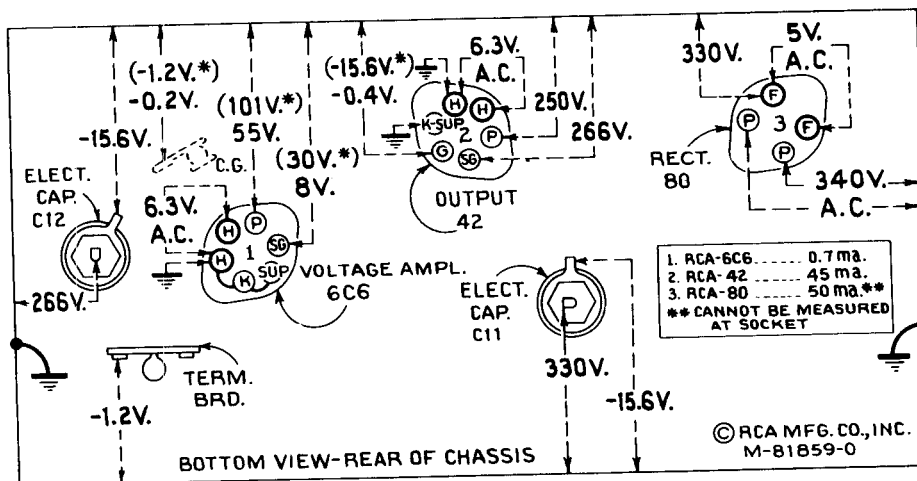 (-1.2V.*)
-0.2V.
-15.6V.
(101V.*)
55V.
(30V.*)
8V.
C.G.
ELECT.
CAP.
C12
6.3V.
A.C.
H
P
H
1
SG
K
SUP
VOLTAGE AMPL.
6C6
266V.
(-15.6V.*)
-0.4V.
6.3V.
A.C.
H
H
K-SUP
2
P
G
SG
250V.
266V.
OUTPUT
42
330V.
5V.
A.C.
F
P
3
F
P
RECT.
80
340V.
A.C.
1. RCA-6C6 ...... 0.7 ma.
2. RCA-42 ........ 45 ma.
3. RCA-80 ...... 50 ma.**
** CANNOT BE MEASURED
AT SOCKET
ELECT.
CAP.
C11
330V.
-15.6V.
TERM.
BRD.
-1.2V.
BOTTOM VIEW-REAR OF CHASSIS
© RCA MFG. CO., INC.
M-81859-0